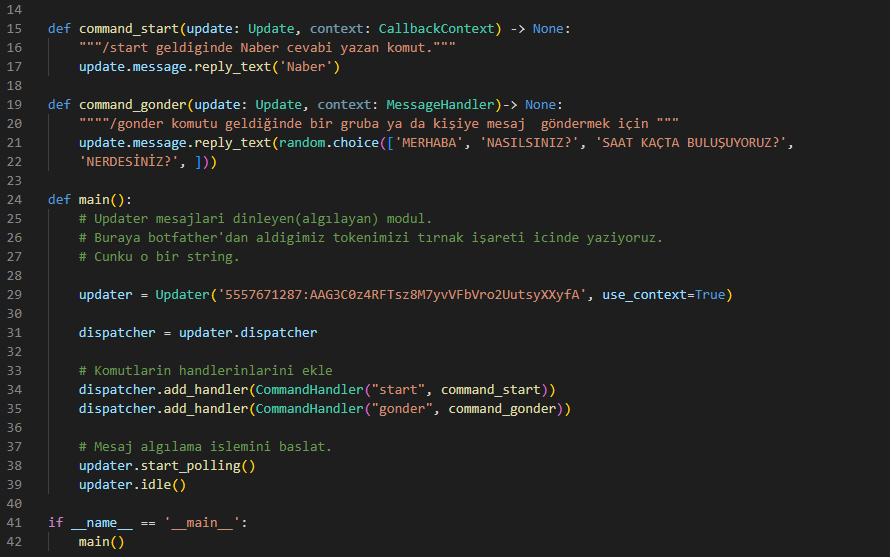 14
15 def command_start(update: Update, context: CallbackContext) -> None:
16 """/start geldiginde Naber cevabi yazan komut."""
17 update.message.reply_text('Naber')
18
19 def command_gonder(update: Update, context: MessageHandler)-> None:
20 """"/gonder komutu geldiğinde bir gruba ya da kişiye mesaj  göndermek için """
21 update.message.reply_text(random.choice(['MERHABA', 'NASILSINIZ?', 'SAAT KAÇTA BULUŞUYORUZ?',
22 'NERDESİNİZ?', ]))
23
24 def main():
25 # Updater mesajlari dinleyen(algılayan) modul.
26 # Buraya botfather'dan aldigimiz tokenimizi tırnak işareti icinde yaziyoruz.
27 # Cunku o bir string.
28
29 updater = Updater('5557671287:AAG3C0z4RFTsz8M7yvVFbVro2UutsyXXyfA', use_context=True)
30
31 dispatcher = updater.dispatcher
32
33 # Komutlarin handlerinlarini ekle
34 dispatcher.add_handler(CommandHandler("start", command_start))
35 dispatcher.add_handler(CommandHandler("gonder", command_gonder))
36
37 # Mesaj algılama islemini baslat.
38 updater.start_polling()
39 updater.idle()
40
41 if __name__ == '__main__':
42 main()